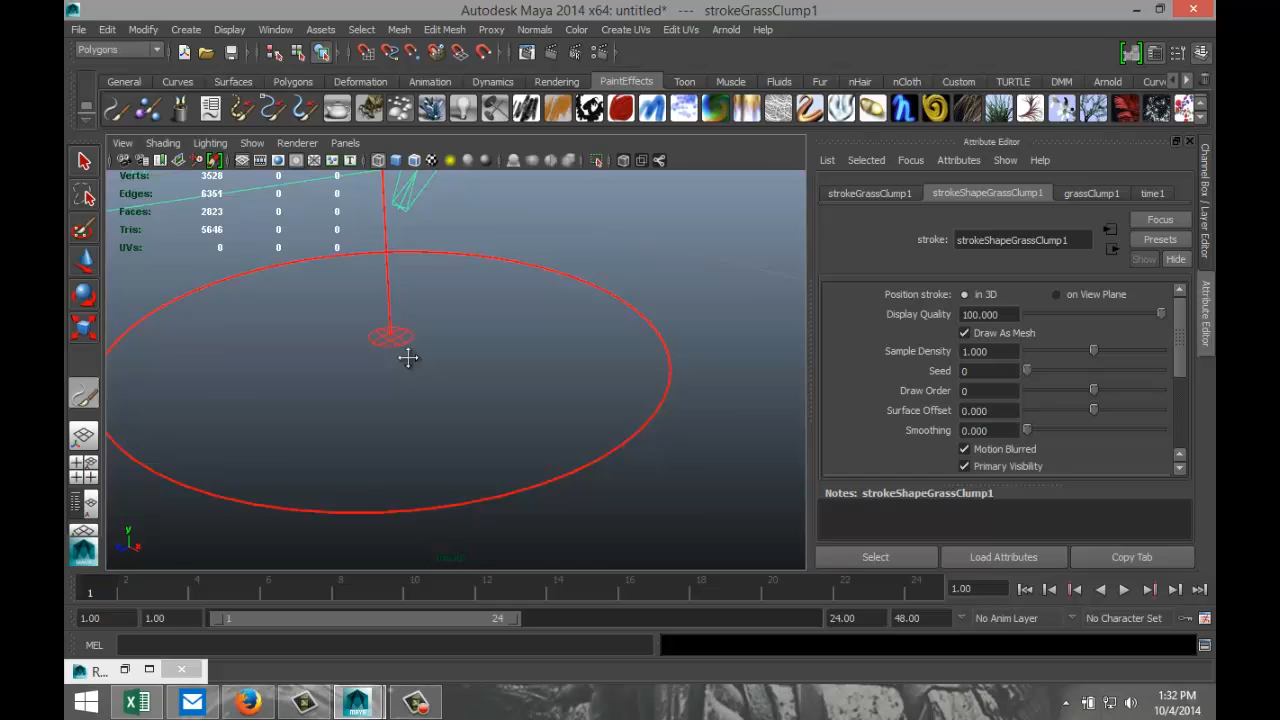 Autodesk Maya 2014 x64: untitled*   ---   strokeGrassClump1
File Edit Modify Create Display Window Assets Select Mesh Edit Mesh Proxy Normals Color Create UVs Edit UVs Arnold Help
Polygons
General Curves Surfaces Polygons Deformation Animation Dynamics Rendering PaintEffects Toon Muscle Fluids Fur nHair nCloth Custom TURTLE DMM Arnold Curv
View Shading Lighting Show Renderer Panels
Attribute Editor
List Selected Focus Attributes Show Help
Verts: 3528 0 0
Edges: 6351 0 0
Faces: 2823 0 0
Tris: 5646 0 0
UVs: 0 0 0
strokeGrassClump1 strokeShapeGrassClump1 grassClump1 time1
Focus
stroke: strokeShapeGrassClump1
Presets
Show Hide
Position stroke: in 3D on View Plane
Display Quality 100.000
Draw As Mesh
Sample Density 1.000
Seed 0
Draw Order 0
Surface Offset 0.000
Smoothing 0.000
Motion Blurred
Primary Visibility
Notes: strokeShapeGrassClump1
Select Load Attributes Copy Tab
Channel Box / Layer Editor
Attribute Editor
y
x
2 4 6 8 10 12 14 16 18 20 22 24
1
1.00
1.00 1.00 1 24 24.00 48.00 No Anim Layer No Character Set
MEL
R...
1:32 PM
10/4/2014